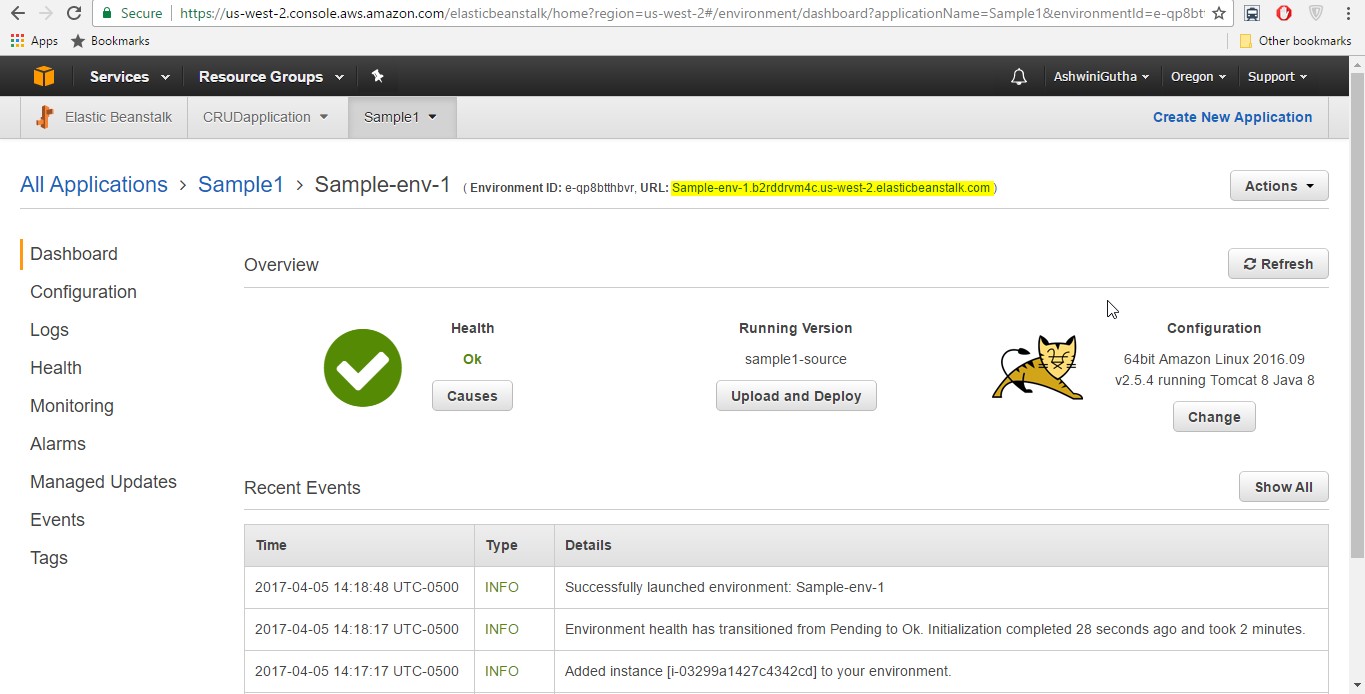 Secure https://us-west-2.console.aws.amazon.com/elasticbeanstalk/home?region=us-west-2#/environment/dashboard?applicationName=Sample1&environmentId=e-qp8btt
Apps Bookmarks Other bookmarks
Services Resource Groups AshwiniGutha Oregon Support
Elastic Beanstalk CRUDapplication Sample1 Create New Application
All Applications > Sample1 > Sample-env-1 ( Environment ID: e-qp8btthbvr, URL: Sample-env-1.b2rddrvm4c.us-west-2.elasticbeanstalk.com ) Actions
Dashboard
Configuration
Logs
Health
Monitoring
Alarms
Managed Updates
Events
Tags
Overview Refresh
Health
Ok
Causes
Running Version
sample1-source
Upload and Deploy
Configuration
64bit Amazon Linux 2016.09
v2.5.4 running Tomcat 8 Java 8
Change
Recent Events Show All
Time Type Details
2017-04-05 14:18:48 UTC-0500 INFO Successfully launched environment: Sample-env-1
2017-04-05 14:18:17 UTC-0500 INFO Environment health has transitioned from Pending to Ok. Initialization completed 28 seconds ago and took 2 minutes.
2017-04-05 14:17:17 UTC-0500 INFO Added instance [i-03299a1427c4342cd] to your environment.